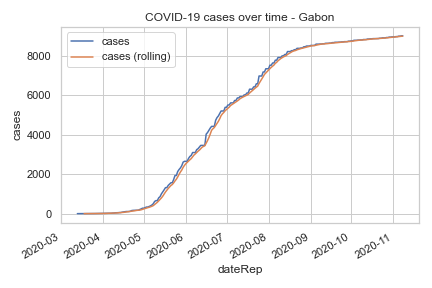 COVID-19 cases over time - Gabon
cases
cases (rolling)
8000
6000
4000
2000
0
cases
2020-03
2020-04
2020-05
2020-06
2020-07
2020-08
2020-09
2020-10
2020-11
dateRep